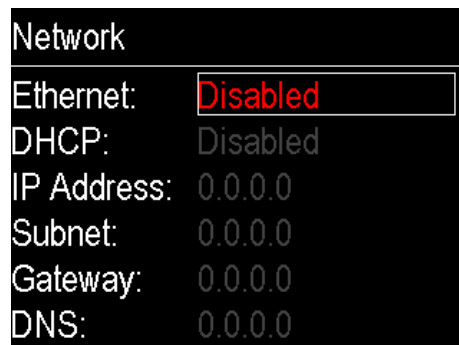 Network
Ethernet: Disabled
DHCP: Disabled
IP Address: 0.0.0.0
Subnet: 0.0.0.0
Gateway: 0.0.0.0
DNS: 0.0.0.0